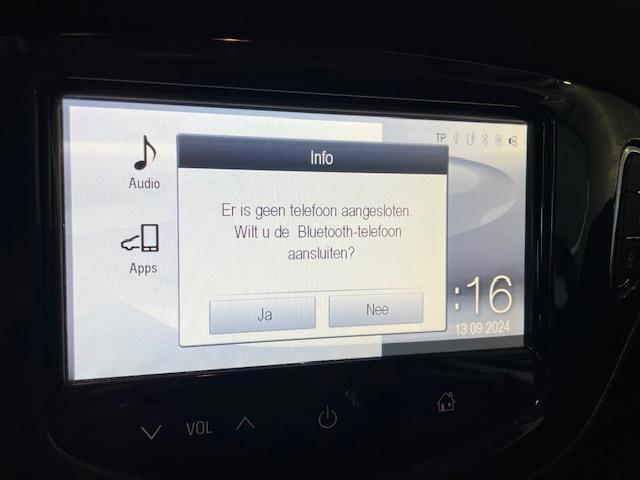 TP
Audio
Info
Er is geen telefoon aangesloten.
Wilt u de Bluetooth-telefoon
aansluiten?
Apps
Ja
Nee
:16
13.09.2024
VOL